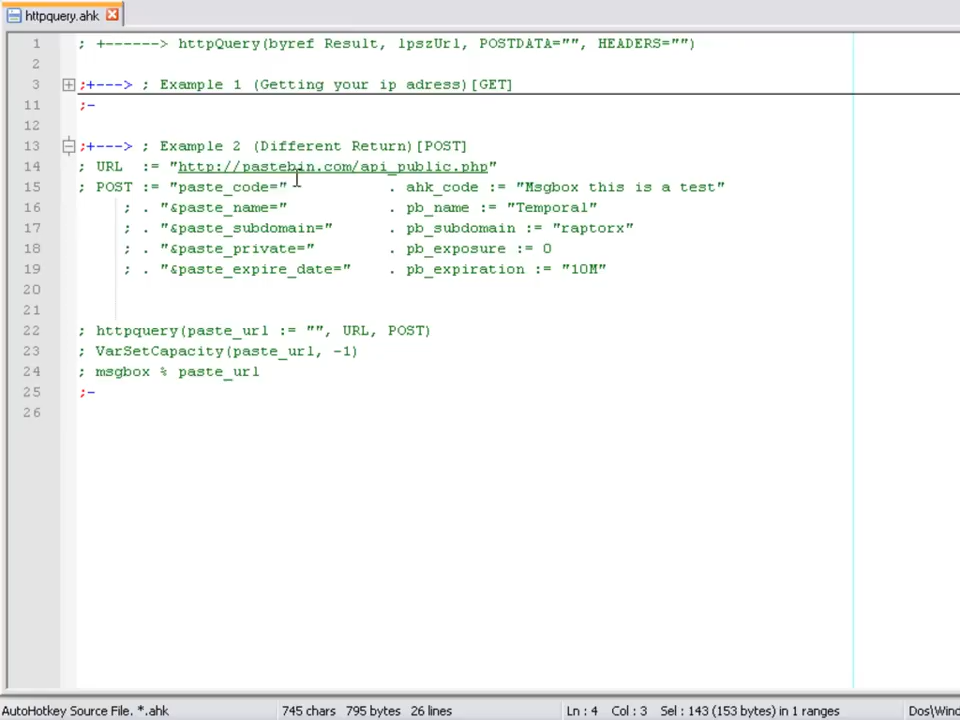 httpquery.ahk
1 ; +------> httpQuery(byref Result, lpszUrl, POSTDATA="", HEADERS="")
2
3 ;+---> ; Example 1 (Getting your ip adress)[GET]
11 ;-
12
13 ;+---> ; Example 2 (Different Return)[POST]
14 ; URL := "http://pastebin.com/api_public.php"
15 ; POST := "paste_code=" . ahk_code := "Msgbox this is a test"
16 ; . "&paste_name=" . pb_name := "Temporal"
17 ; . "&paste_subdomain=" . pb_subdomain := "raptorx"
18 ; . "&paste_private=" . pb_exposure := 0
19 ; . "&paste_expire_date=" . pb_expiration := "10M"
20
21
22 ; httpquery(paste_url := "", URL, POST)
23 ; VarSetCapacity(paste_url, -1)
24 ; msgbox % paste_url
25 ;-
26
AutoHotkey Source File. *.ahk 745 chars 795 bytes 26 lines Ln : 4 Col : 3 Sel : 143 (153 bytes) in 1 ranges Dos\Wind